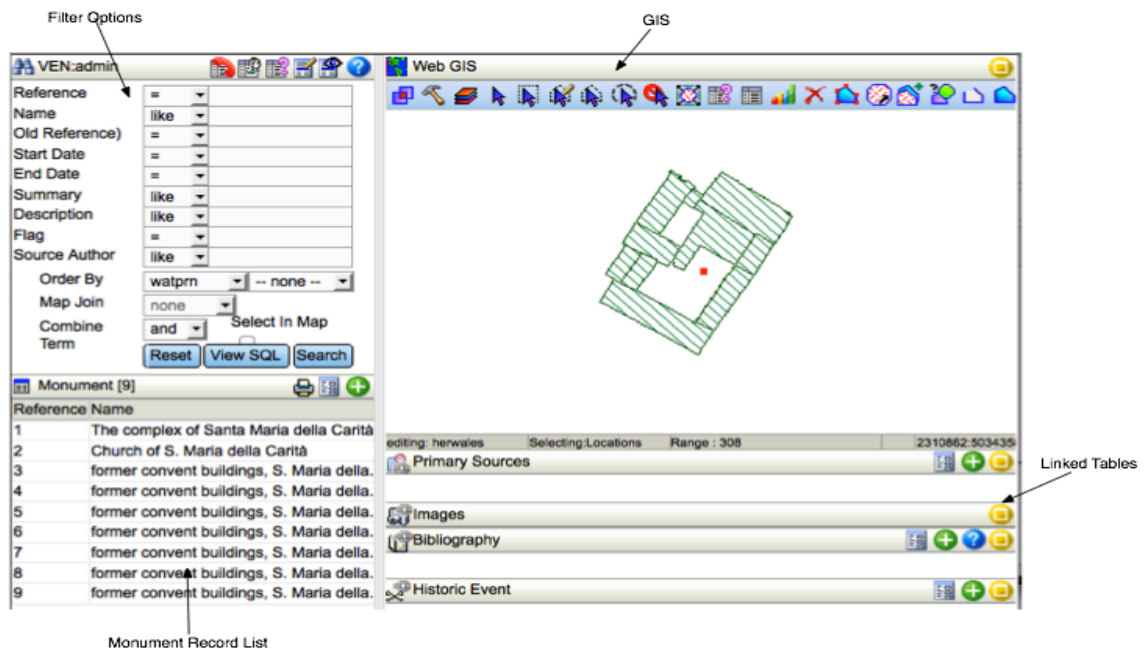 Filter Options
GIS
VEN:admin
Web GIS
Reference =
Name like
Old Reference) =
Start Date =
End Date =
Summary like
Description like
Flag =
Source Author like
Order By watprn -- none --
Map Join none
Combine Term and Select In Map
Reset View SQL Search
Monument [9]
Reference Name
1 The complex of Santa Maria della Carità
2 Church of S. Maria della Carità
3 former convent buildings, S. Maria della.
4 former convent buildings, S. Maria della.
5 former convent buildings, S. Maria della.
6 former convent buildings, S. Maria della.
7 former convent buildings, S. Maria della.
8 former convent buildings, S. Maria della.
9 former convent buildings, S. Maria della.
editing: herwales Selecting:Locations Range : 308 2310862:503435
Primary Sources
Linked Tables
Images
Bibliography
Historic Event
Monument Record List